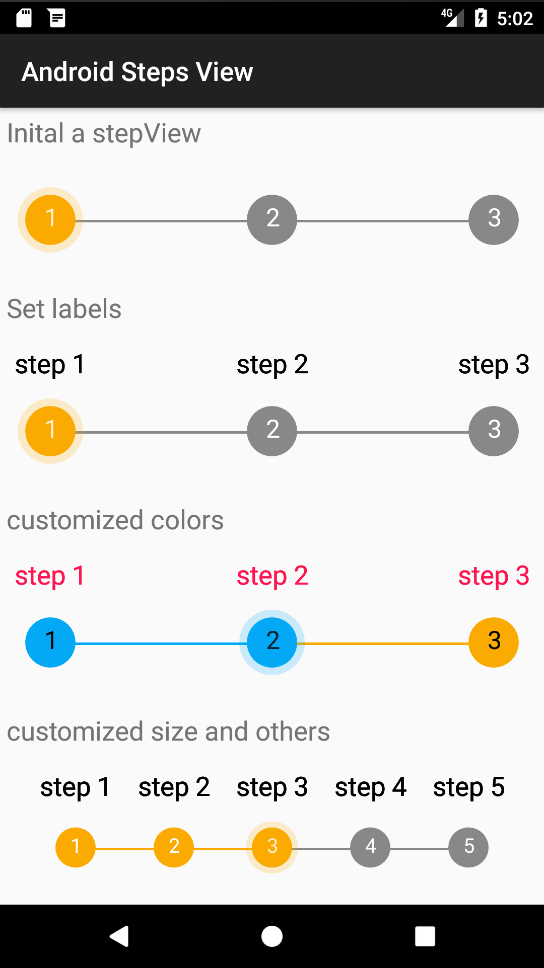 4G 5:02
Android Steps View
Inital a stepView
1 2 3
Set labels
step 1 step 2 step 3
1 2 3
customized colors
step 1 step 2 step 3
1 2 3
customized size and others
step 1 step 2 step 3 step 4 step 5
1 2 3 4 5